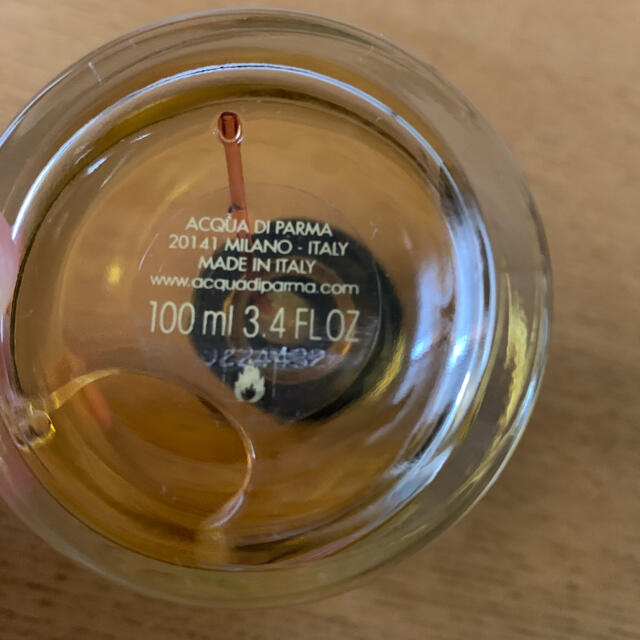 ACQUA DI PARMA
20141 MILANO - ITALY
MADE IN ITALY
www.acquadiparma.com
100 ml 3.4 FL OZ